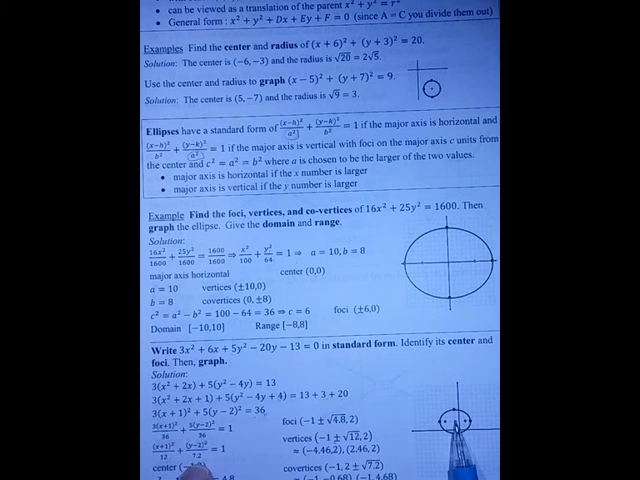 can be viewed as a translation of the parent x² + y² = r²
• General form : x² + y² + Dx + Ey + F = 0 (since A = C you divide them out)
Examples Find the center and radius of (x + 6)² + (y + 3)² = 20.
Solution: The center is (−6, −3) and the radius is √20 = 2√5.
Use the center and radius to graph (x − 5)² + (y + 7)² = 9.
Solution: The center is (5, −7) and the radius is √9 = 3.
Ellipses have a standard form of (x−h)²/a² + (y−k)²/b² = 1 if the major axis is horizontal and
(x−h)²/b² + (y−k)²/a² = 1 if the major axis is vertical with foci on the major axis c units from
the center and c² = a² = b² where a is chosen to be the larger of the two values.
• major axis is horizontal if the x number is larger
• major axis is vertical if the y number is larger
Example Find the foci, vertices, and co-vertices of 16x² + 25y² = 1600. Then
graph the ellipse. Give the domain and range.
Solution:
16x²/1600 + 25y²/1600 = 1600/1600 ⇒ x²/100 + y²/64 = 1 ⇒ a = 10, b = 8
major axis horizontal center (0,0)
a = 10 vertices (±10,0)
b = 8 covertices (0, ±8)
c² = a² − b² = 100 − 64 = 36 ⇒ c = 6 foci (±6,0)
Domain [−10,10] Range [−8,8]
Write 3x² + 6x + 5y² − 20y − 13 = 0 in standard form. Identify its center and
foci. Then, graph.
Solution:
3(x² + 2x) + 5(y² − 4y) = 13
3(x² + 2x + 1) + 5(y² − 4y + 4) = 13 + 3 + 20
3(x + 1)² + 5(y − 2)² = 36
3(x+1)²/36 + 5(y−2)²/36 = 1 foci (−1 ± √4.8, 2)
(x+1)²/12 + (y−2)²/7.2 = 1 vertices (−1 ± √12, 2)
≈ (−4.46,2), (2.46,2)
center covertices (−1, 2 ± √7.2)
4.8 ≈ (−1, −0.68), (−1, 4.68)